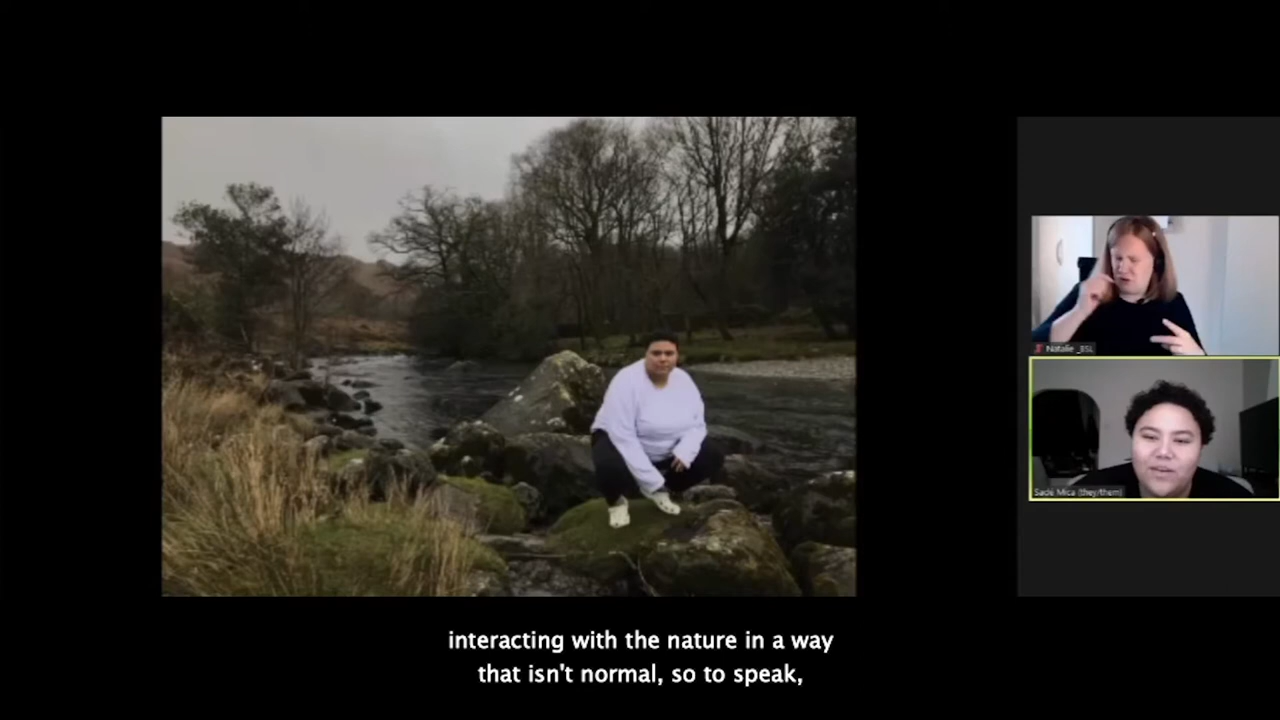 Natalie _BSL
Sade Mica (they/them)
interacting with the nature in a way
that isn't normal, so to speak,